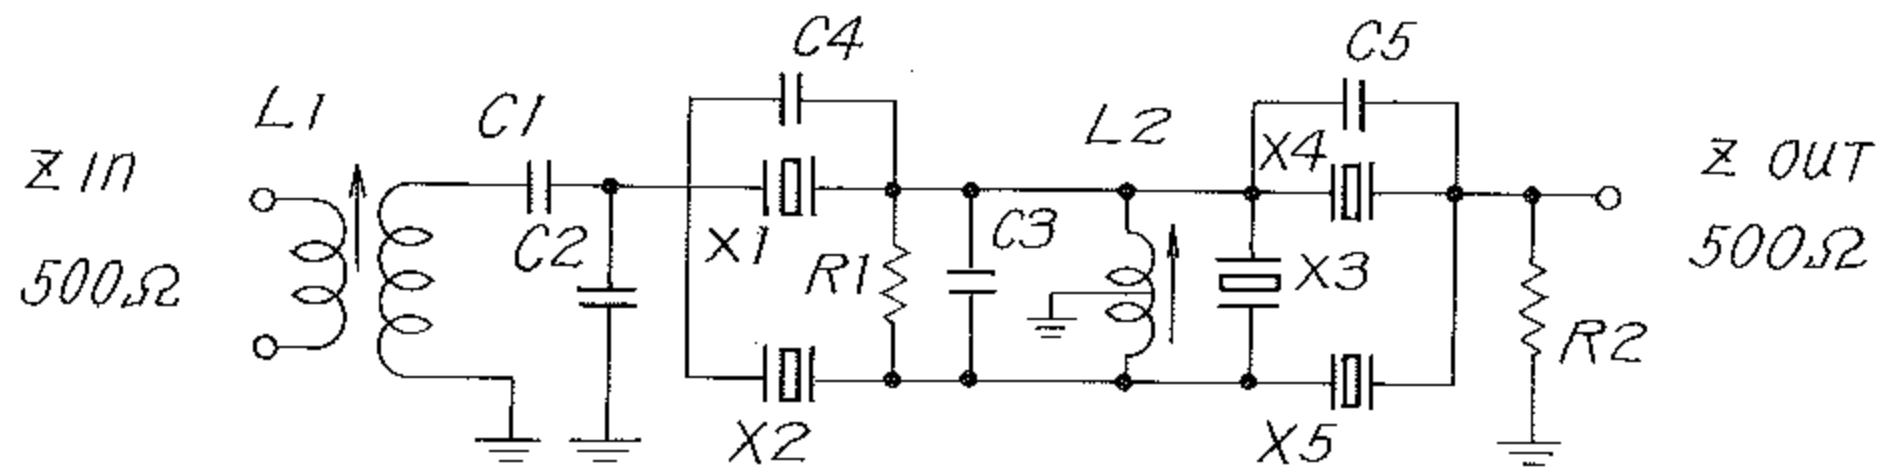 C4
C5
L1
C1
L2
X4
Z IN
Z OUT
C2
X1
R1
C3
X3
500Ω
500Ω
R2
X2
X5